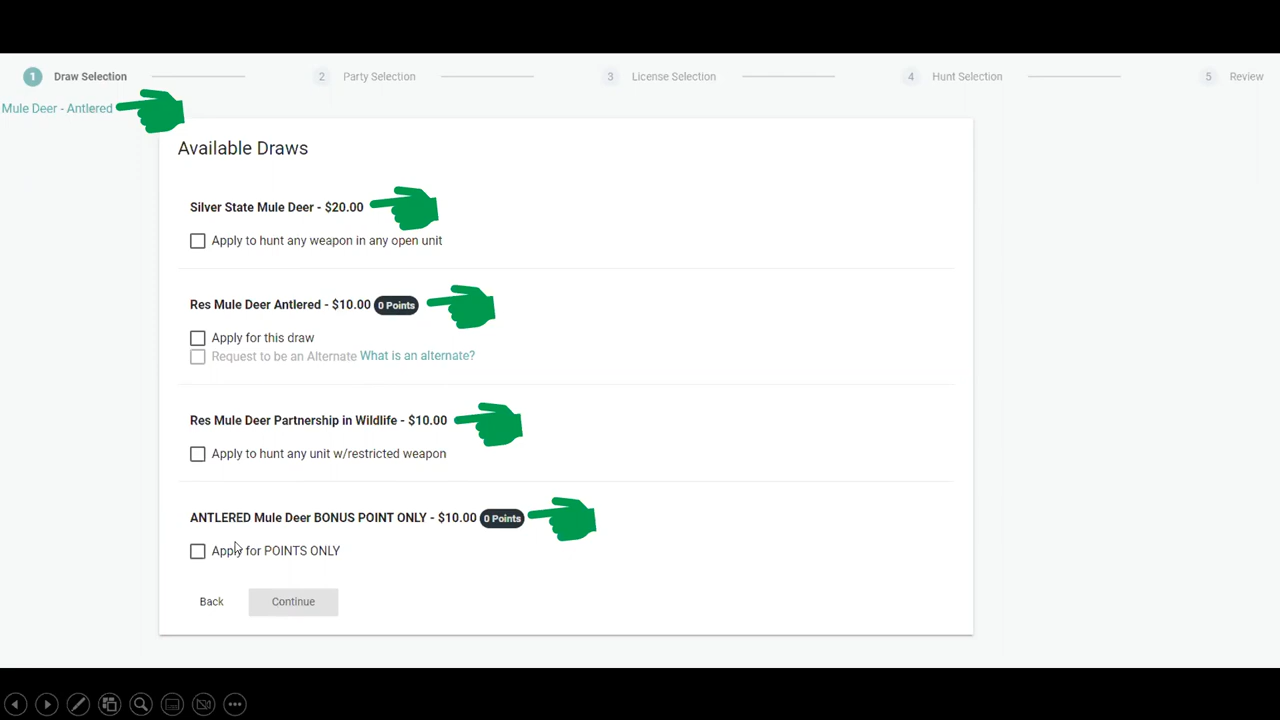 1 Draw Selection 2 Party Selection 3 License Selection 4 Hunt Selection 5 Review
Mule Deer - Antlered
Available Draws
Silver State Mule Deer - $20.00
Apply to hunt any weapon in any open unit
Res Mule Deer Antlered - $10.00 0 Points
Apply for this draw
Request to be an Alternate What is an alternate?
Res Mule Deer Partnership in Wildlife - $10.00
Apply to hunt any unit w/restricted weapon
ANTLERED Mule Deer BONUS POINT ONLY - $10.00 0 Points
Apply for POINTS ONLY
Back Continue